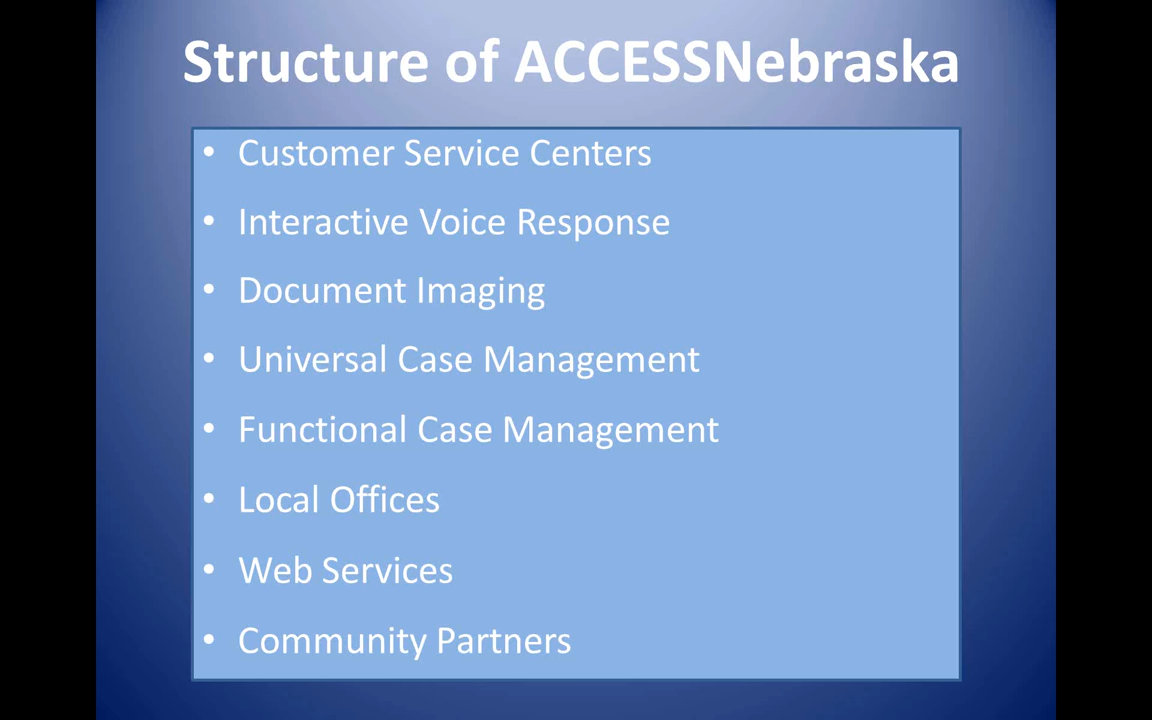 Structure of ACCESSNebraska
• Customer Service Centers
• Interactive Voice Response
• Document Imaging
• Universal Case Management
• Functional Case Management
• Local Offices
• Web Services
• Community Partners